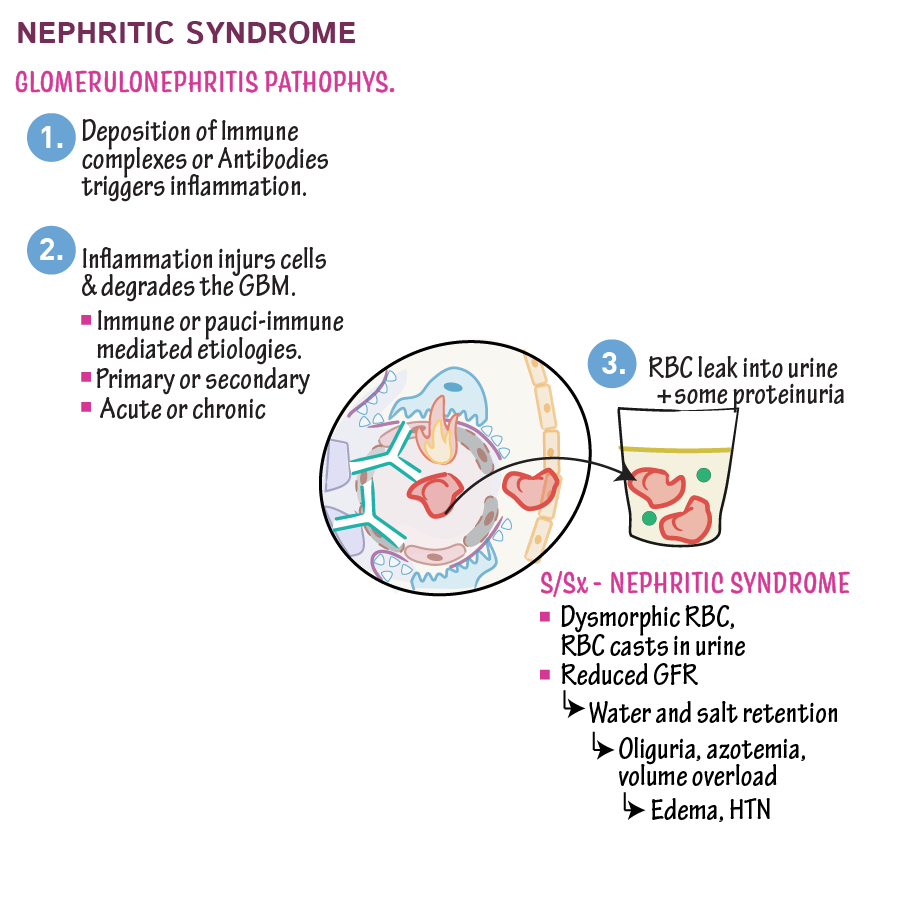 NEPHRITIC SYNDROME
GLOMERULONEPHRITIS PATHOPHYS.
1. Deposition of Immune
complexes or Antibodies
triggers inflammation.
2. Inflammation injurs cells
& degrades the GBM.
Immune or pauci-immune
mediated etiologies.
Primary or secondary
Acute or chronic
3. RBC leak into urine
+some proteinuria
S/Sx - NEPHRITIC SYNDROME
Dysmorphic RBC,
RBC casts in urine
Reduced GFR
Water and salt retention
Oliguria, azotemia,
volume overload
Edema, HTN